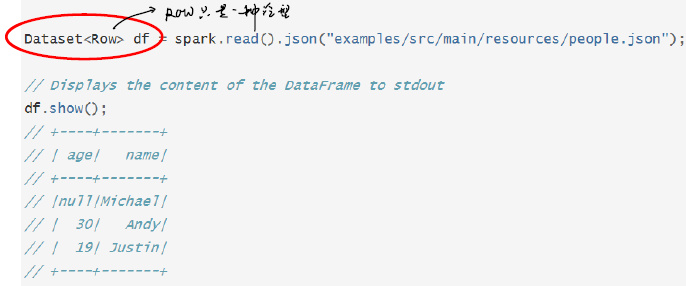 ROW只是一种泛型
Dataset<Row> df = spark.read().json("examples/src/main/resources/people.json");
// Displays the content of the DataFrame to stdout
df.show();
// +----+-------+
// | age|   name|
// +----+-------+
// |null|Michael|
// |  30|   Andy|
// |  19| Justin|
// +----+-------+